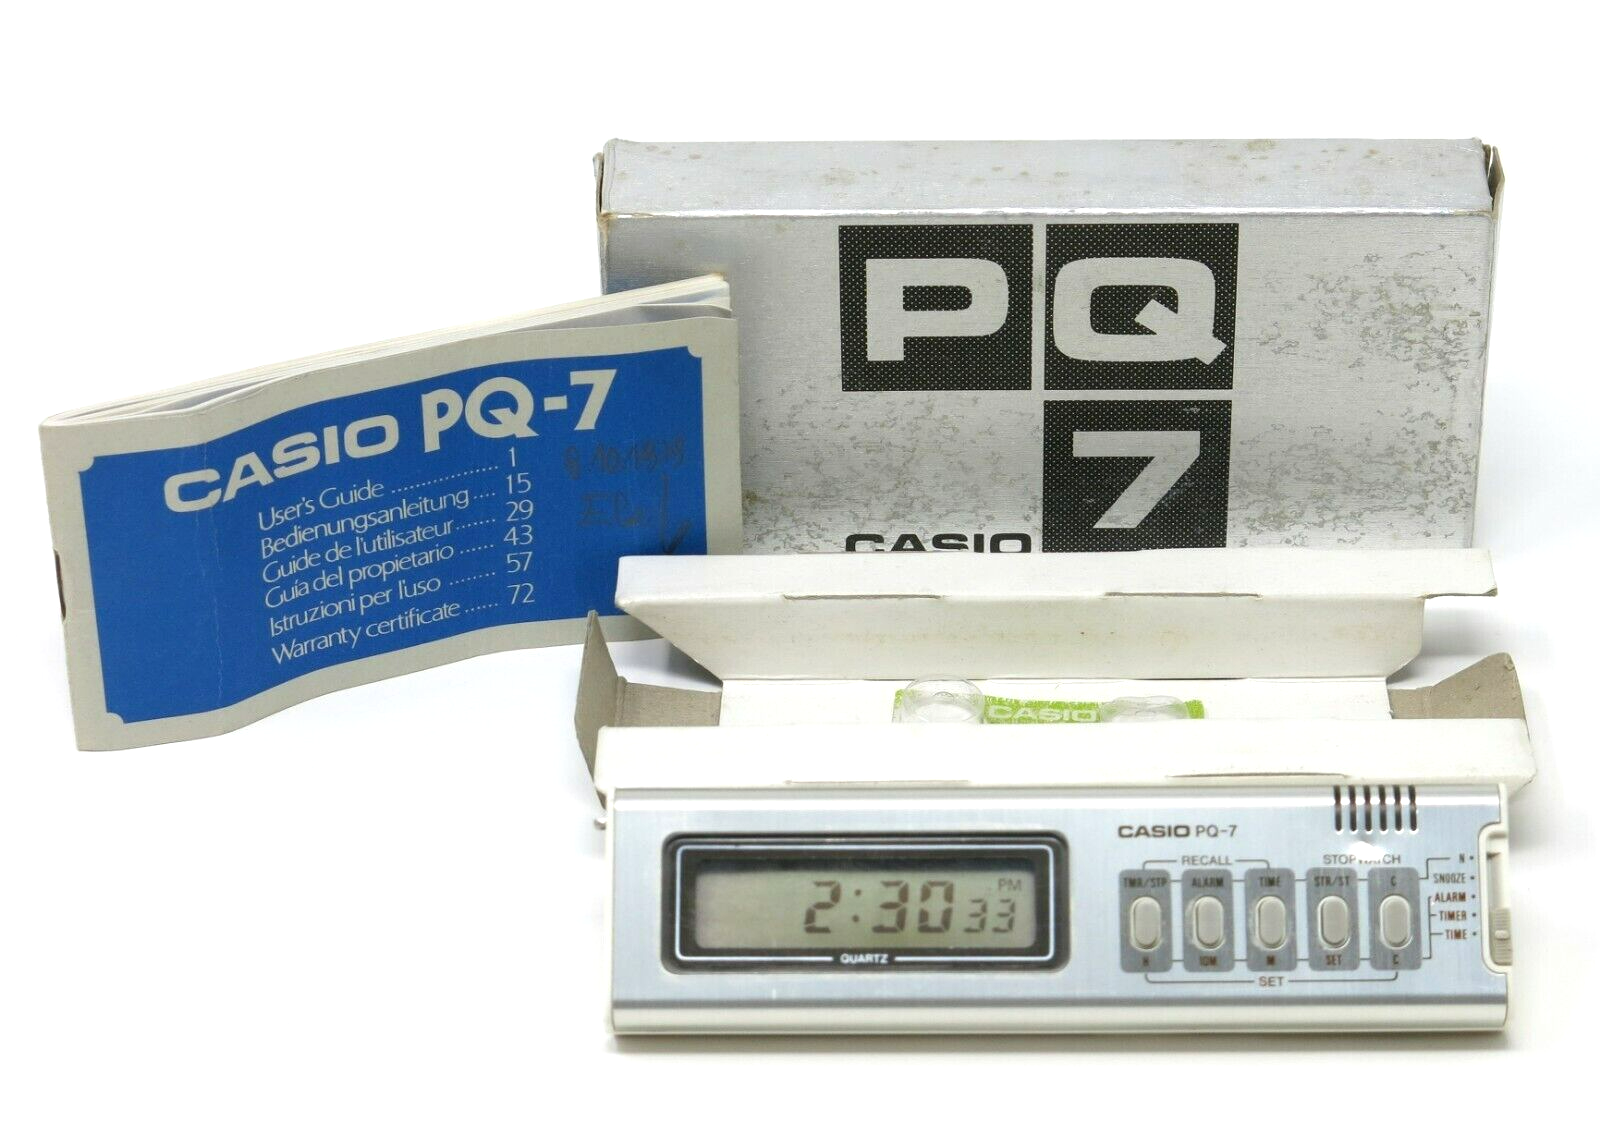 CASIO PQ-7
User's Guide .................. 1
Bedienungsanleitung .... 15
Guide de l'utilisateur ....... 29
Guía del propietario ...... 43
Istruzioni per l'uso ........ 57
Warranty certificate ...... 72
PQ
7
CASIO
CASIO
CASIO PQ-7
RECALL STOPWATCH
TMR/STP ALARM TIME STR/ST C
N
SNOOZE
ALARM
TIMER
TIME
H 10M M SET C
SET
PM
2:30 33
QUARTZ